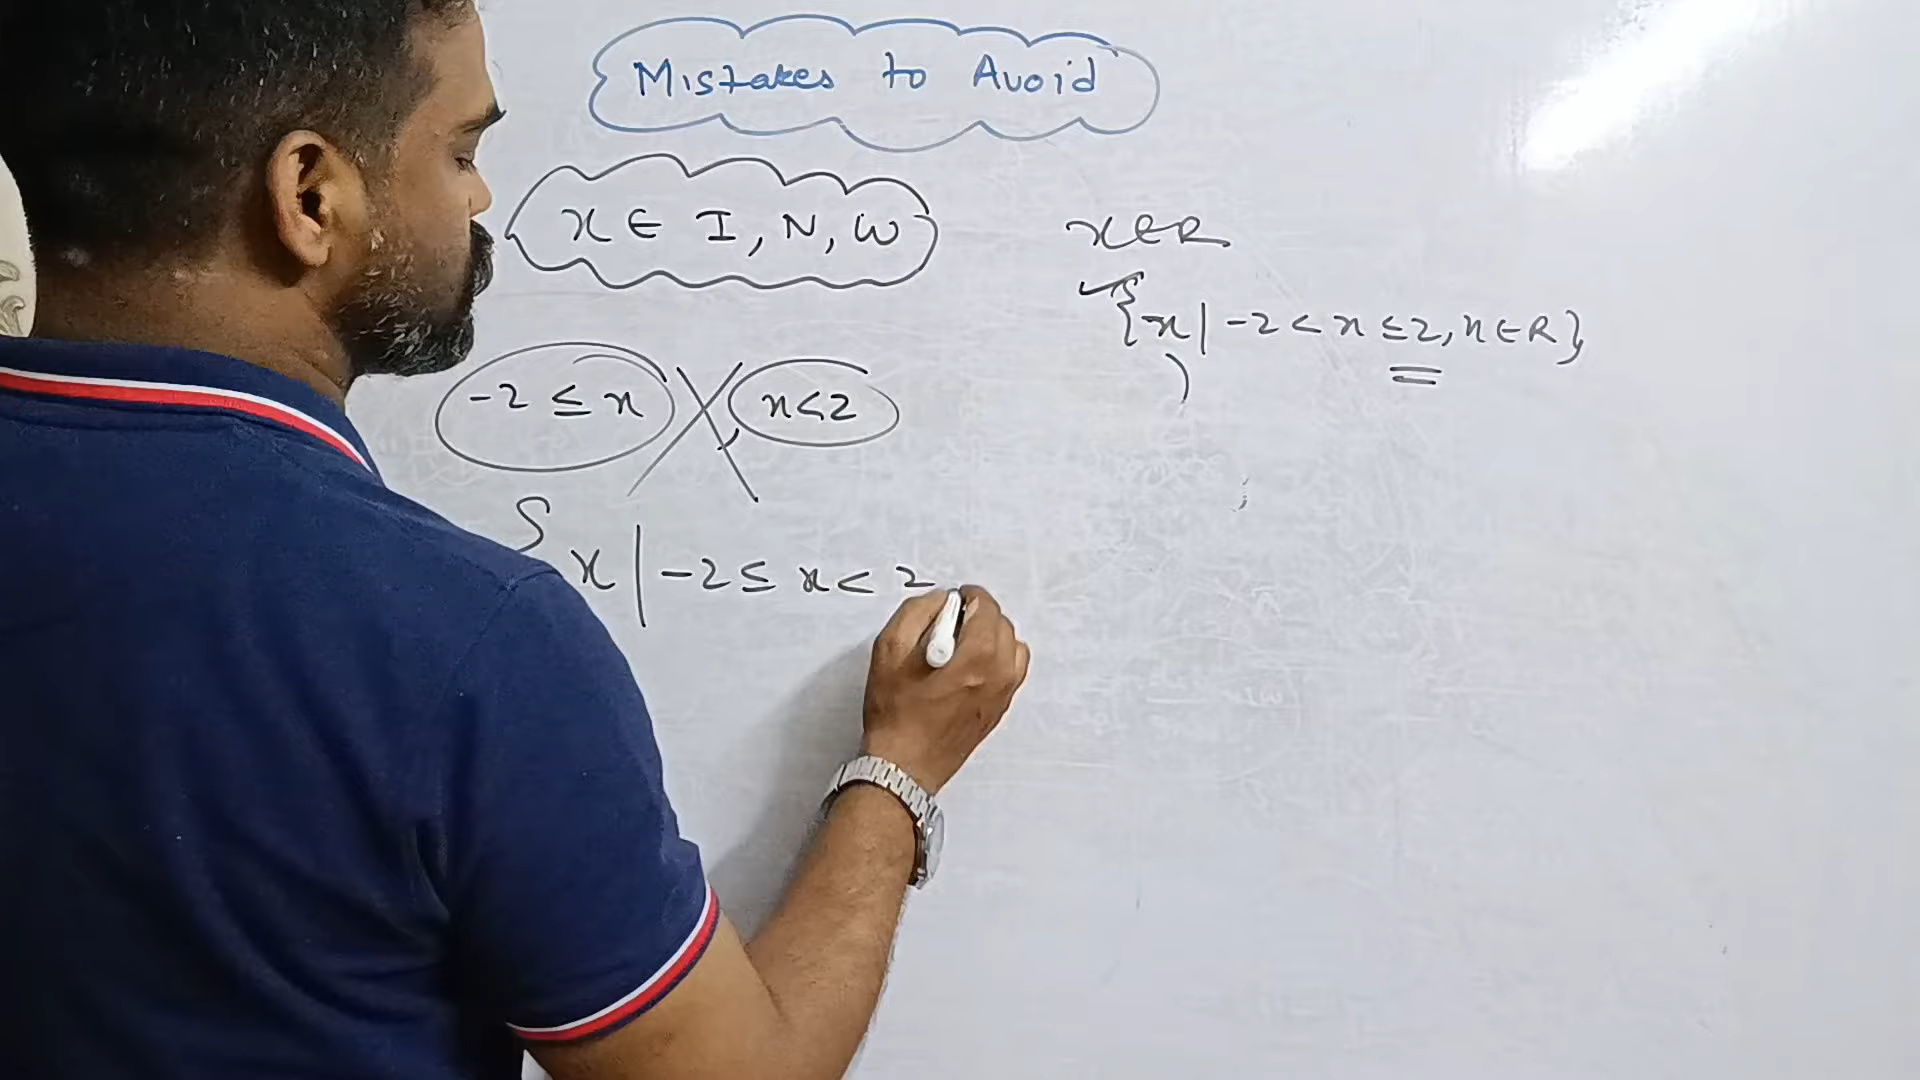 Mistakes to Avoid
x ∈ I, N, W
x ∈ R
{x | -2 < x ≤ 2, x ∈ R}
-2 ≤ x , x < 2
{ x | -2 ≤ x < 2